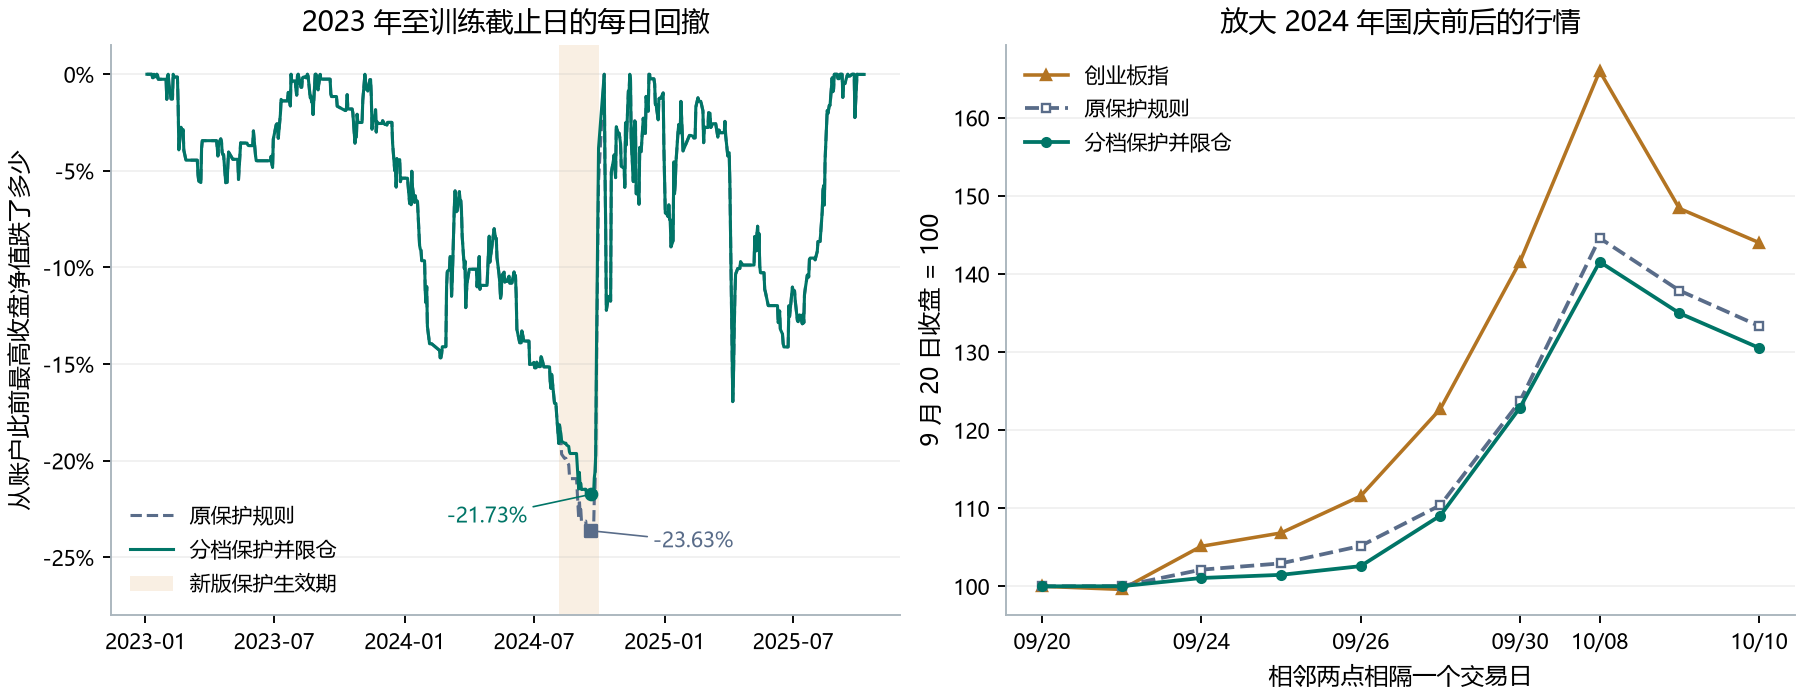 2023 年至训练截止日的每日回撤
从账户此前最高收盘净值跌了多少
0%
-5%
-10%
-15%
-20%
-25%
-21.73%
-23.63%
原保护规则
分档保护并限仓
新版保护生效期
2023-01
2023-07
2024-01
2024-07
2025-01
2025-07
放大 2024 年国庆前后的行情
9 月 20 日收盘 = 100
创业板指
原保护规则
分档保护并限仓
160
150
140
130
120
110
100
09/20
09/24
09/26
09/30
10/08
10/10
相邻两点相隔一个交易日